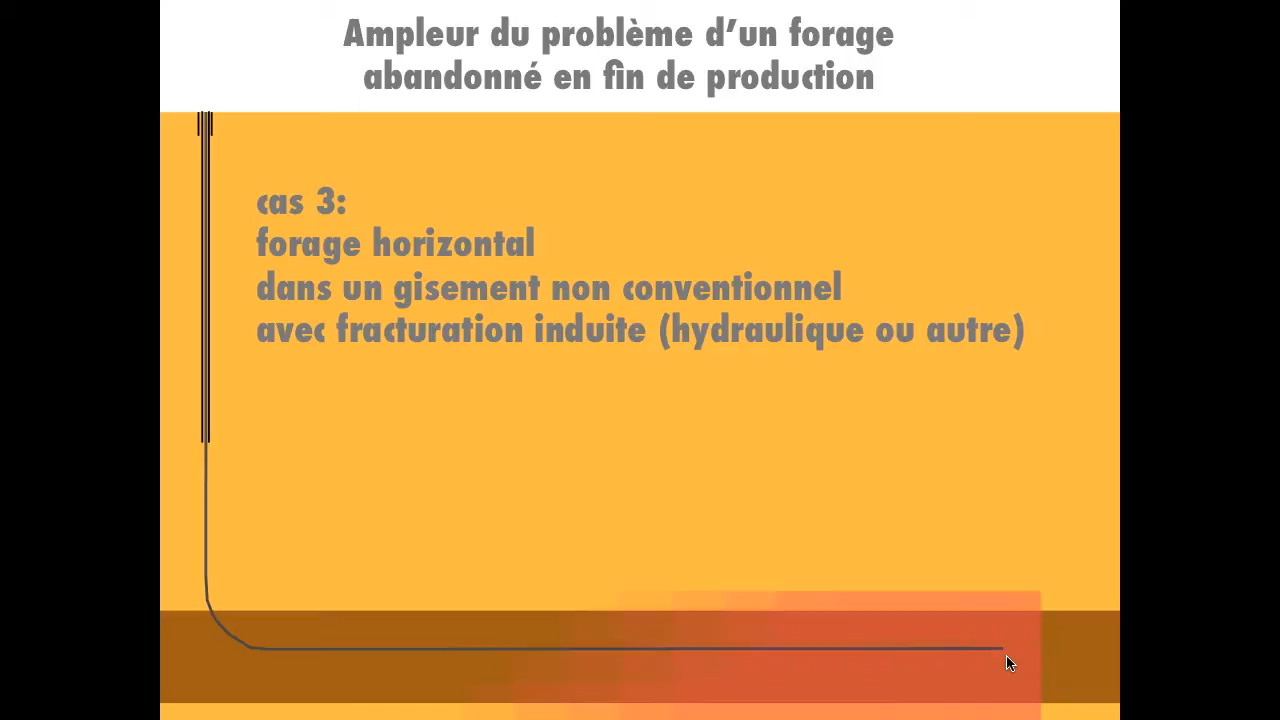 Ampleur du problème d’un forage
abandonné en fin de production
cas 3:
forage horizontal
dans un gisement non conventionnel
avec fracturation induite (hydraulique ou autre)